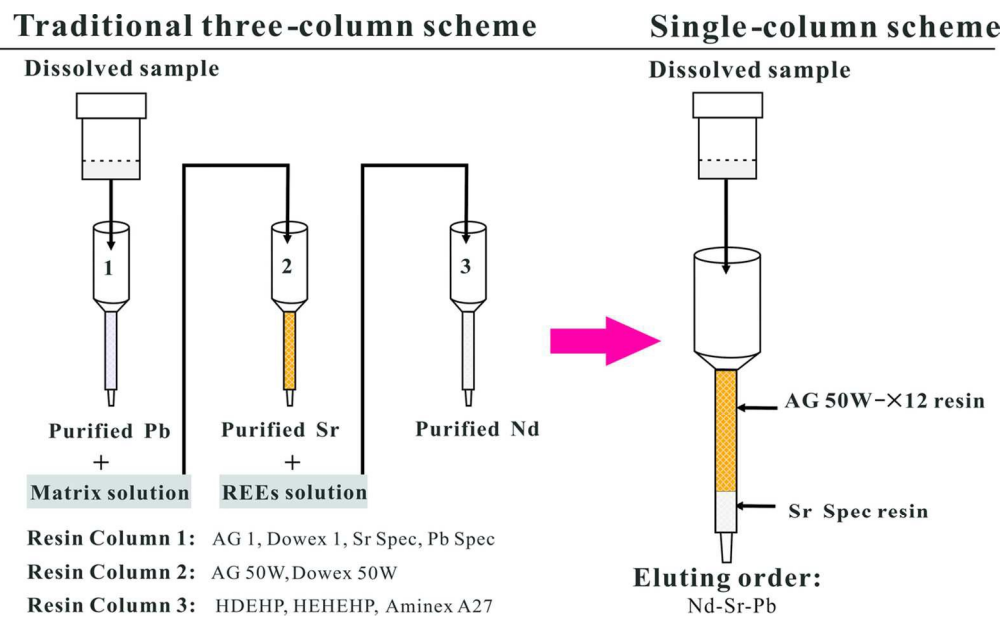 Traditional three-column scheme
Single-column scheme
Dissolved sample
Dissolved sample
1
2
3
Purified Pb
Purified Sr
Purified Nd
+
+
Matrix solution
REEs solution
AG 50W-×12 resin
Sr Spec resin
Resin Column 1: AG 1, Dowex 1, Sr Spec, Pb Spec
Resin Column 2: AG 50W, Dowex 50W
Resin Column 3: HDEHP, HEHEHP, Aminex A27
Eluting order:
Nd-Sr-Pb